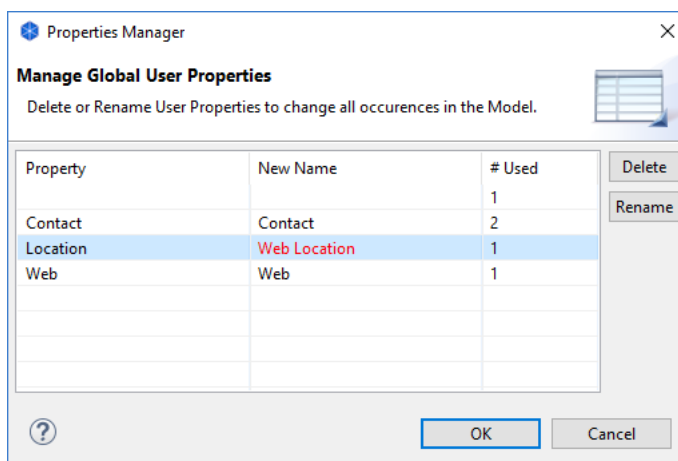 Properties Manager
Manage Global User Properties
Delete or Rename User Properties to change all occurences in the Model.
Property New Name # Used
1
Contact Contact 2
Location Web Location 1
Web Web 1
Delete
Rename
?
OK Cancel